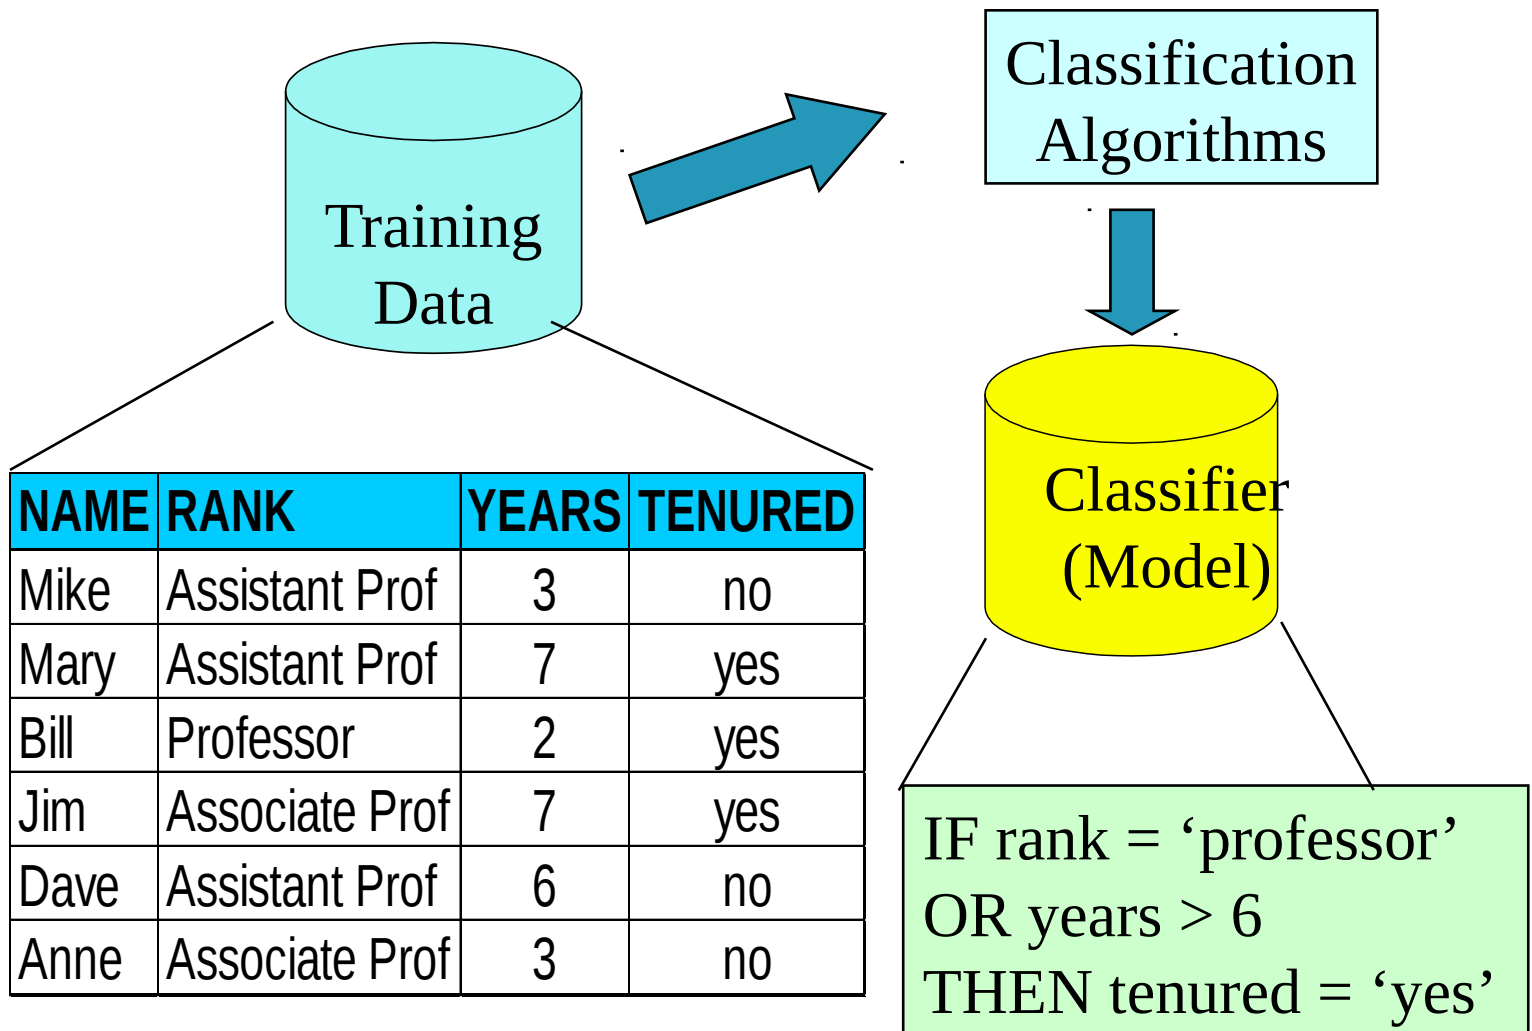 Classification
Algorithms
Training
Data
Classifier
(Model)
NAME RANK YEARS TENURED
Mike Assistant Prof 3 no
Mary Assistant Prof 7 yes
Bill Professor 2 yes
Jim Associate Prof 7 yes
Dave Assistant Prof 6 no
Anne Associate Prof 3 no
IF rank = ‘professor’
OR years > 6
THEN tenured = ‘yes’